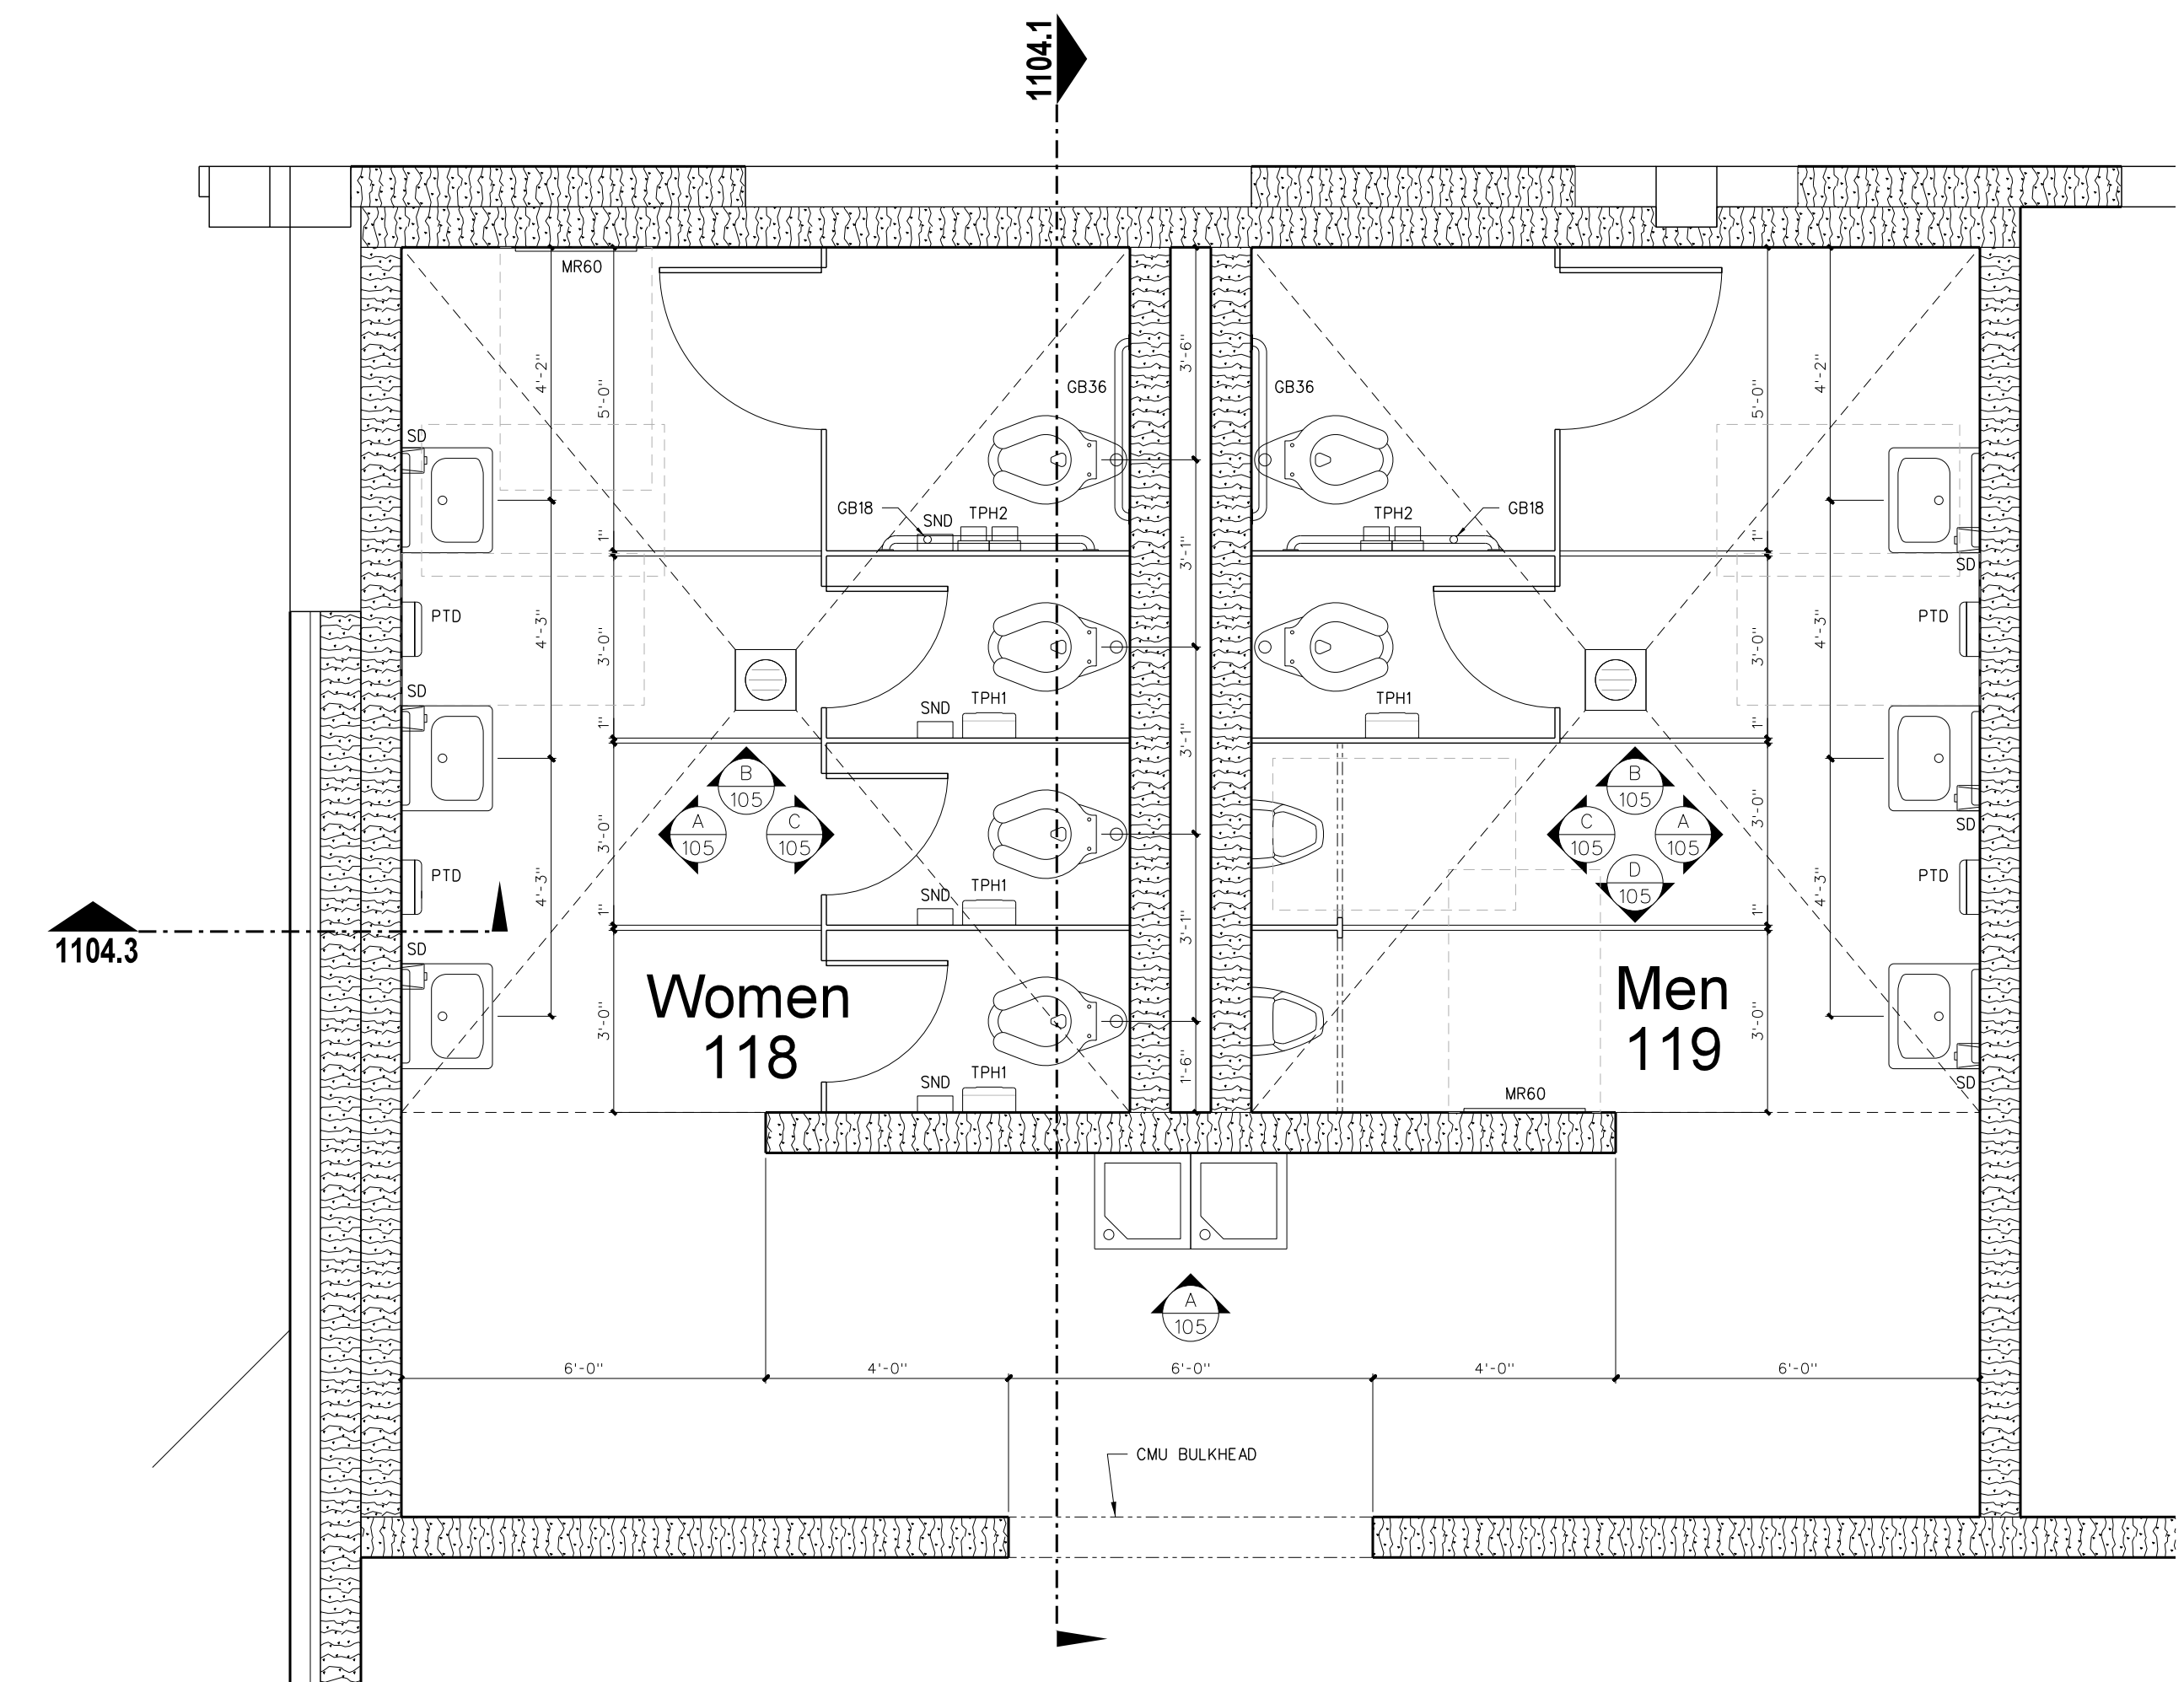 1104.1
MR60
4'-2"
5'-0"
GB36
3'-6"
GB36
5'-0"
4'-2"
SD
GB18
SND
TPH2
TPH2
GB18
1"
3'-1"
1"
SD
PTD
4'-3"
3'-0"
3'-0"
4'-3"
PTD
SD
SND
TPH1
TPH1
1"
3'-1"
1"
B
105
A
105
C
105
B
105
C
105
A
105
D
105
3'-0"
3'-0"
SD
PTD
4'-3"
SND
TPH1
4'-3"
PTD
1"
3'-1"
1"
1104.3
SD
Women
118
Men
119
3'-0"
3'-0"
SND
TPH1
1'-6"
MR60
SD
A
105
6'-0"
4'-0"
6'-0"
4'-0"
6'-0"
CMU BULKHEAD